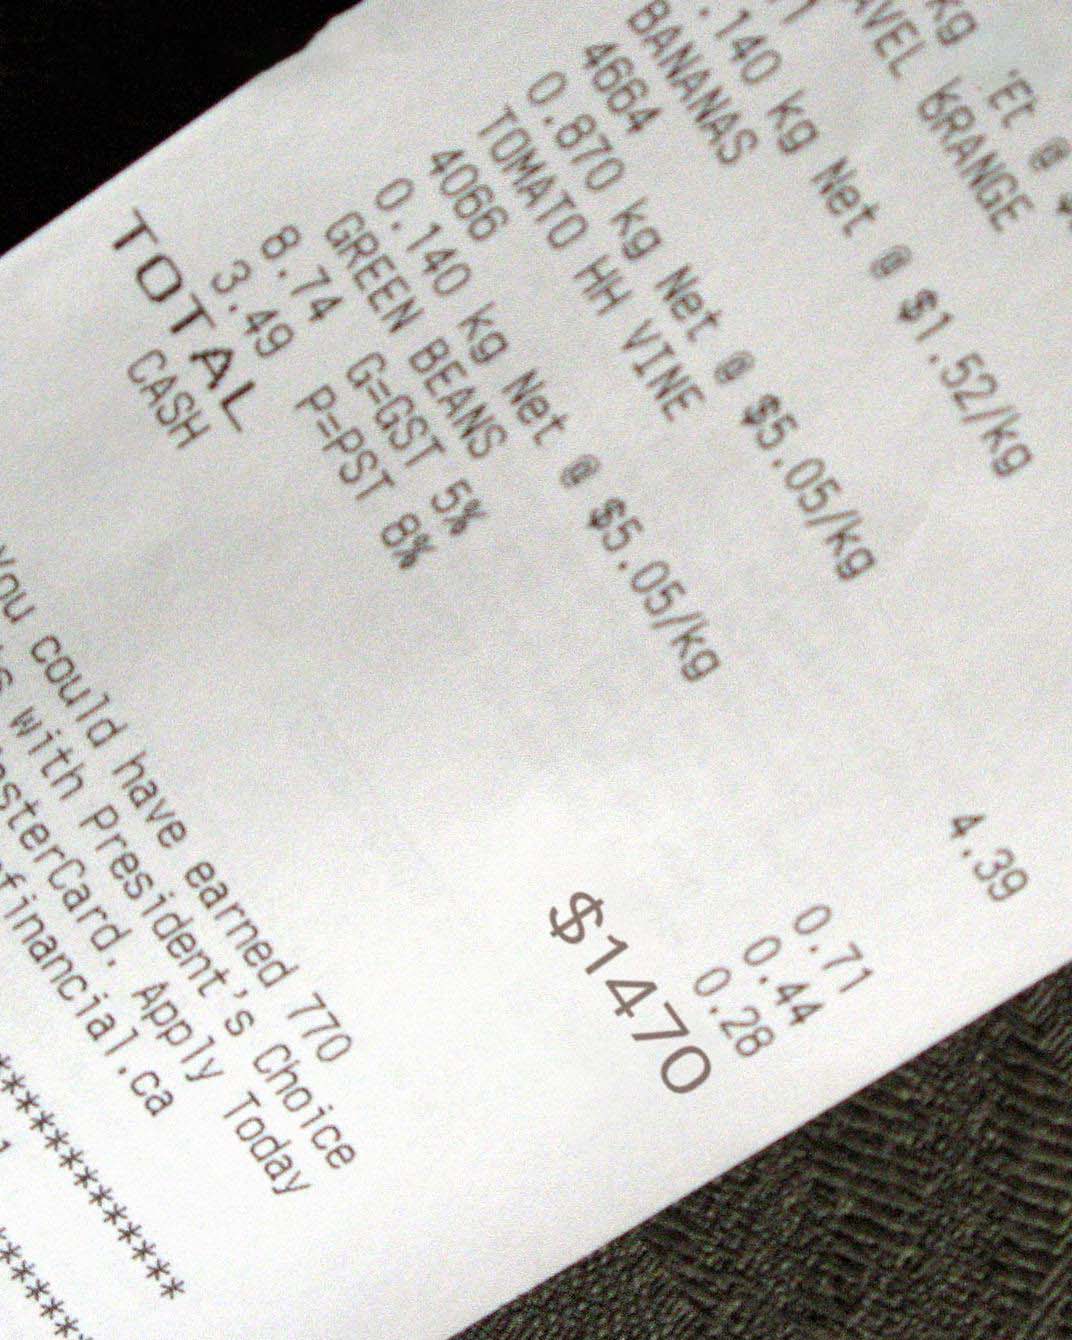 kg @
AVEL
.140 kg Net @ $1.52/kg
BANANAS
4664
0.870 kg Net @ $5.05/kg
TOMATO HH VINE 4.39
4066
0.140 kg Net @ $5.05/kg
GREEN BEANS 0.71
8.74 G=GST 5% 0.44
3.49 P=PST 8% 0.28
TOTAL $1470
CASH
You could have earned 770
with President's Choice
sterCard. Apply Today
financial.ca